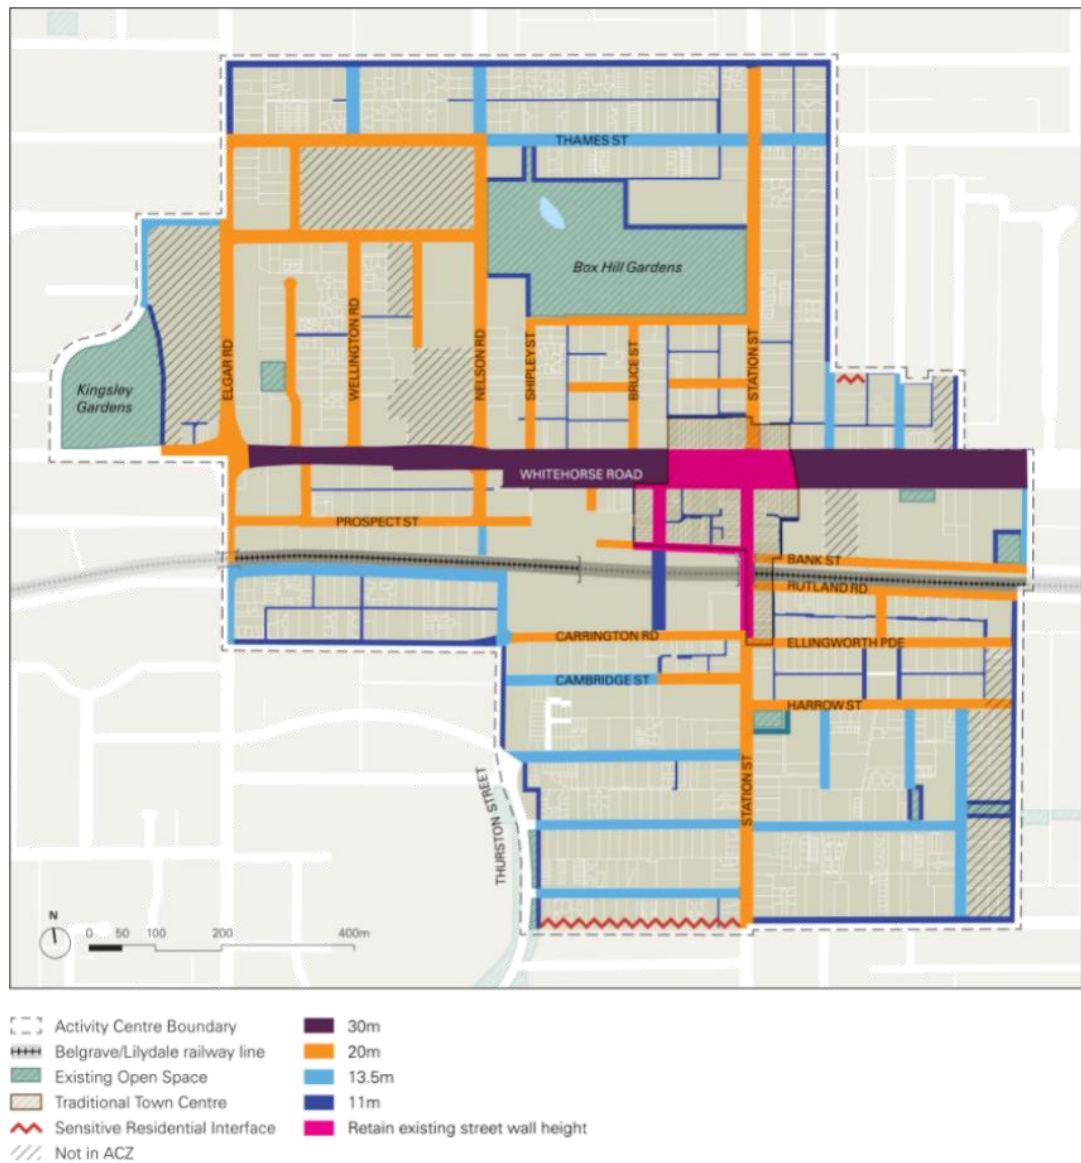 THAMES ST
Box Hill Gardens
Kingsley
Gardens
ELGAR RD
WELLINGTON RD
NELSON RD
SHIPLEY ST
BRUCE ST
STATION ST
WHITEHORSE ROAD
PROSPECT ST
BANK ST
RUTLAND RD
CARRINGTON RD
ELLINGWORTH PDE
CAMBRIDGE ST
HARROW ST
STATION ST
THURSTON STREET
N
0 50 100 200 400m
Activity Centre Boundary
Belgrave/Lilydale railway line
Existing Open Space
Traditional Town Centre
Sensitive Residential Interface
Not in ACZ
30m
20m
13.5m
11m
Retain existing street wall height